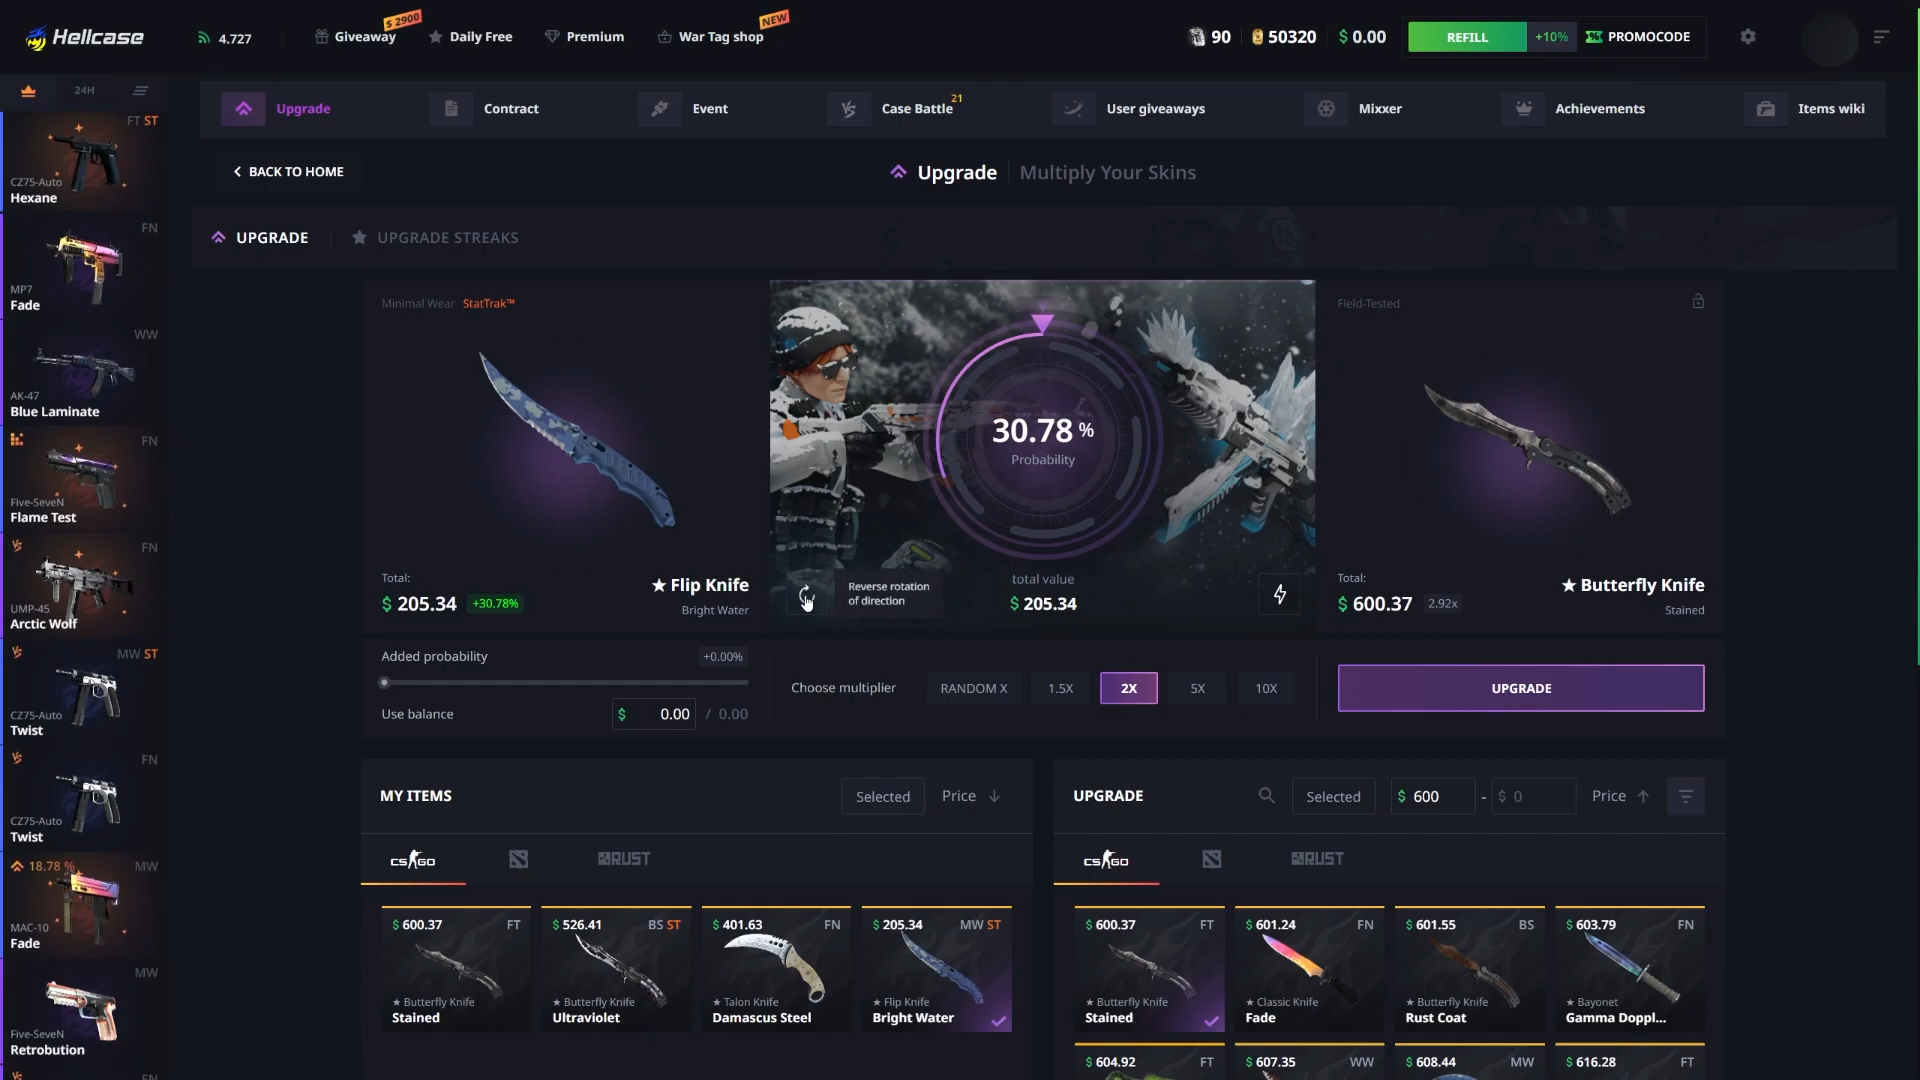 Hellcase
4.727
Giveaway
$ 2900
Daily Free
Premium
War Tag shop
NEW
90
50320
$ 0.00
REFILL
+10%
PROMOCODE
24H
Upgrade
Contract
Event
Case Battle
21
User giveaways
Mixxer
Achievements
Items wiki
BACK TO HOME
Upgrade
Multiply Your Skins
UPGRADE
UPGRADE STREAKS
FT ST
CZ75-Auto
Hexane
FN
MP7
Fade
WW
AK-47
Blue Laminate
FN
Five-SeveN
Flame Test
VS
FN
UMP-45
Arctic Wolf
VS
MW ST
CZ75-Auto
Twist
VS
FN
CZ75-Auto
Twist
18.78 %
MW
MAC-10
Fade
MW
Five-SeveN
Retrobution
VS
FN
Minimal Wear StatTrak™
Total:
$ 205.34
+30.78%
★ Flip Knife
Bright Water
30.78 %
Probability
Reverse rotation
of direction
total value
$ 205.34
Field-Tested
Total:
$ 600.37
2.92x
★ Butterfly Knife
Stained
Added probability
+0.00%
Use balance
$ 0.00 / 0.00
Choose multiplier
RANDOM X
1.5X
2X
5X
10X
UPGRADE
MY ITEMS
Selected
Price
CS GO
RUST
$ 600.37
FT
★ Butterfly Knife
Stained
$ 526.41
BS ST
★ Butterfly Knife
Ultraviolet
$ 401.63
FN
★ Talon Knife
Damascus Steel
$ 205.34
MW ST
★ Flip Knife
Bright Water
UPGRADE
Selected
$ 600 - $ 0
Price
CS GO
RUST
$ 600.37
FT
★ Butterfly Knife
Stained
$ 601.24
FN
★ Classic Knife
Fade
$ 601.55
BS
★ Butterfly Knife
Rust Coat
$ 603.79
FN
★ Bayonet
Gamma Doppl...
$ 604.92
FT
$ 607.35
WW
$ 608.44
MW
$ 616.28
FT